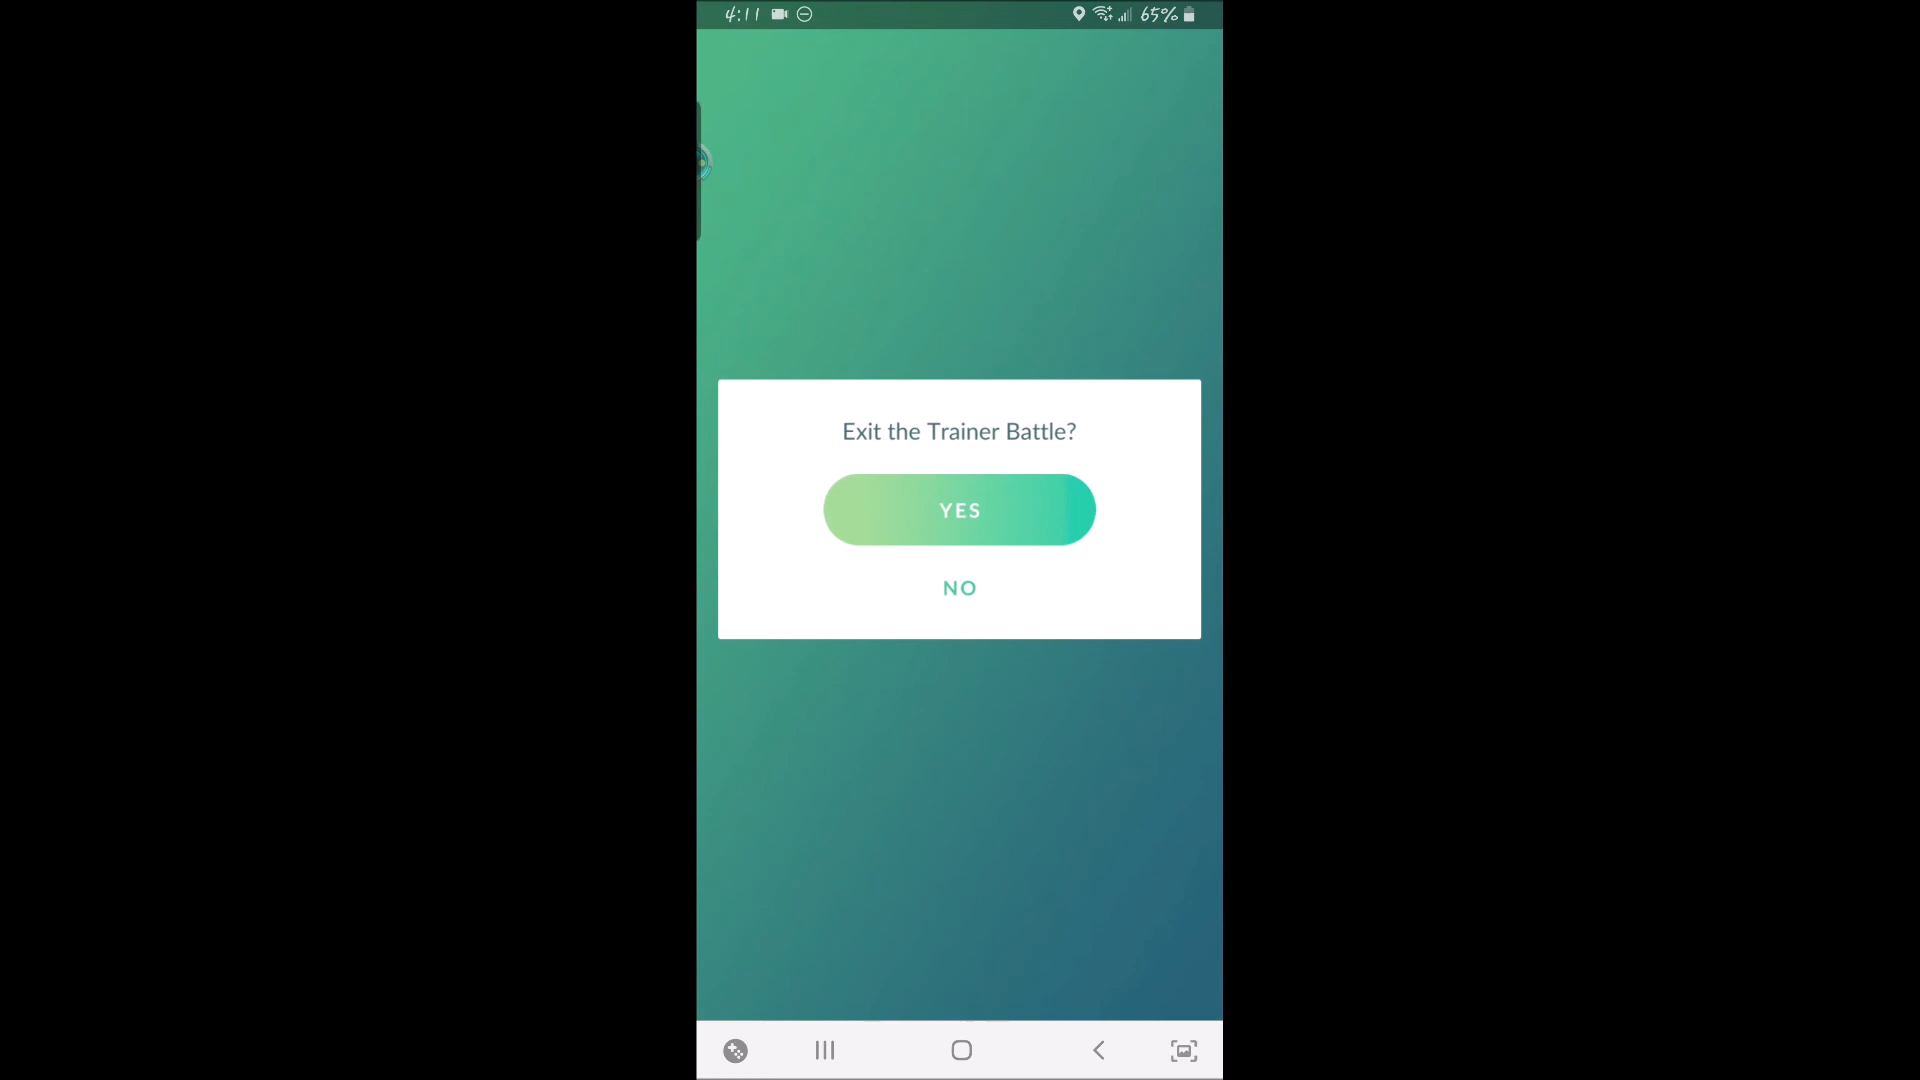 4:11 65%
Exit the Trainer Battle?
YES
NO